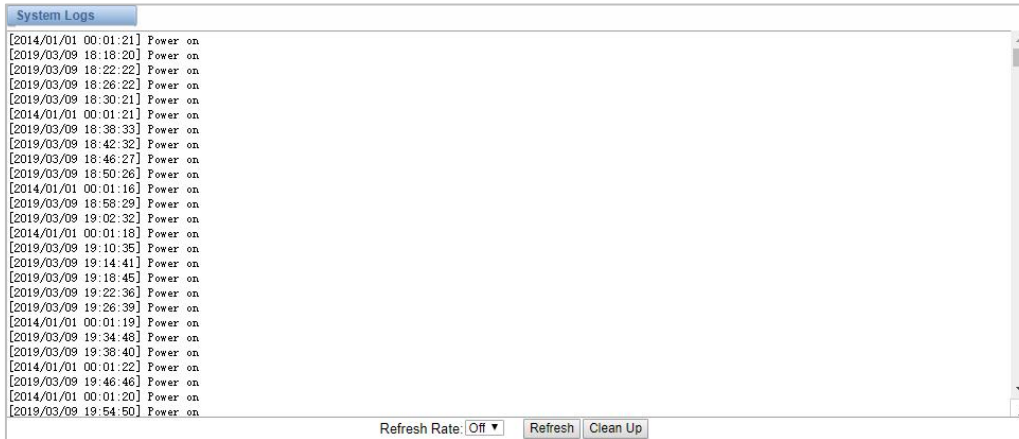 System Logs
[2014/01/01 00:01:21] Power on
[2019/03/09 18:18:20] Power on
[2019/03/09 18:22:22] Power on
[2019/03/09 18:26:22] Power on
[2019/03/09 18:30:21] Power on
[2014/01/01 00:01:21] Power on
[2019/03/09 18:38:33] Power on
[2019/03/09 18:42:32] Power on
[2019/03/09 18:46:27] Power on
[2019/03/09 18:50:26] Power on
[2014/01/01 00:01:16] Power on
[2019/03/09 18:58:29] Power on
[2019/03/09 19:02:32] Power on
[2014/01/01 00:01:18] Power on
[2019/03/09 19:10:35] Power on
[2019/03/09 19:14:41] Power on
[2019/03/09 19:18:45] Power on
[2019/03/09 19:22:36] Power on
[2019/03/09 19:26:39] Power on
[2014/01/01 00:01:19] Power on
[2019/03/09 19:34:48] Power on
[2019/03/09 19:38:40] Power on
[2014/01/01 00:01:22] Power on
[2019/03/09 19:46:46] Power on
[2014/01/01 00:01:20] Power on
[2019/03/09 19:54:50] Power on
Refresh Rate: Off Refresh Clean Up